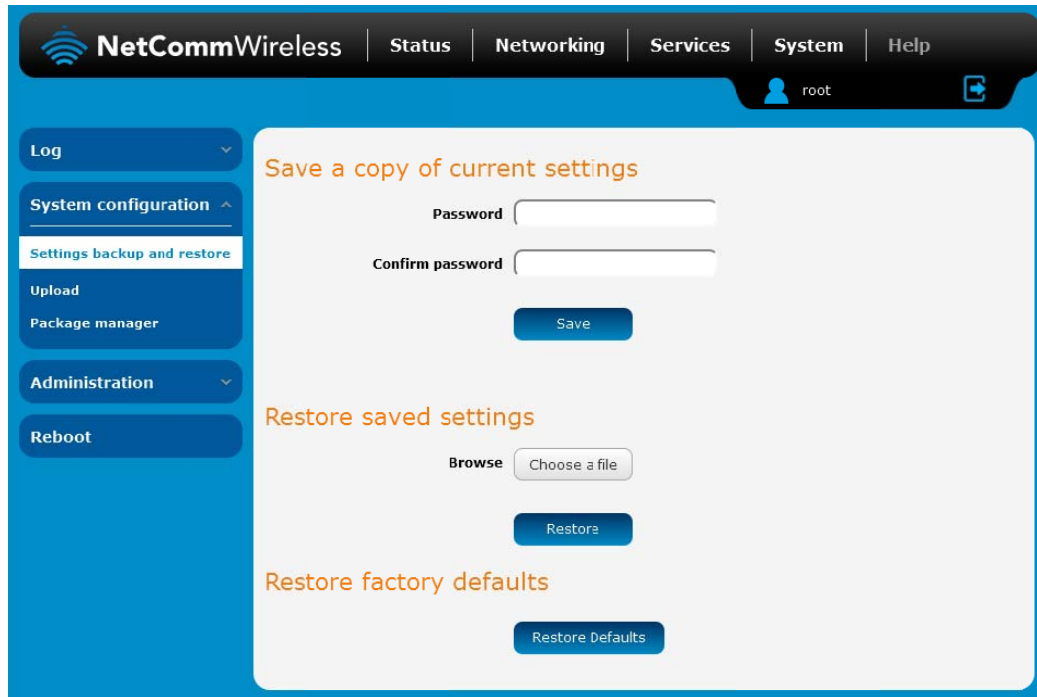 NetCommWireless Status Networking Services System Help
root
Log
System configuration
Settings backup and restore
Upload
Package manager
Administration
Reboot
Save a copy of current settings
Password
Confirm password
Save
Restore saved settings
Browse Choose a file
Restore
Restore factory defaults
Restore Defaults